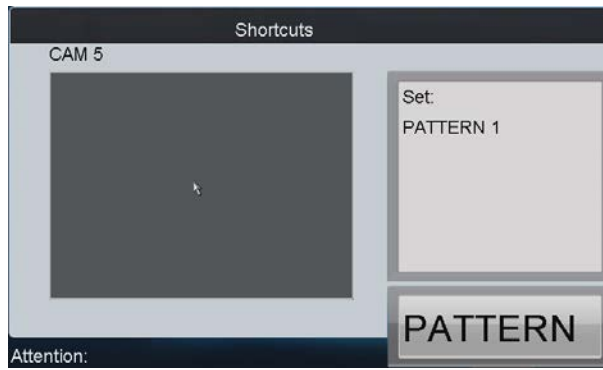 Shortcuts
CAM 5
Set:
PATTERN 1
PATTERN
Attention: